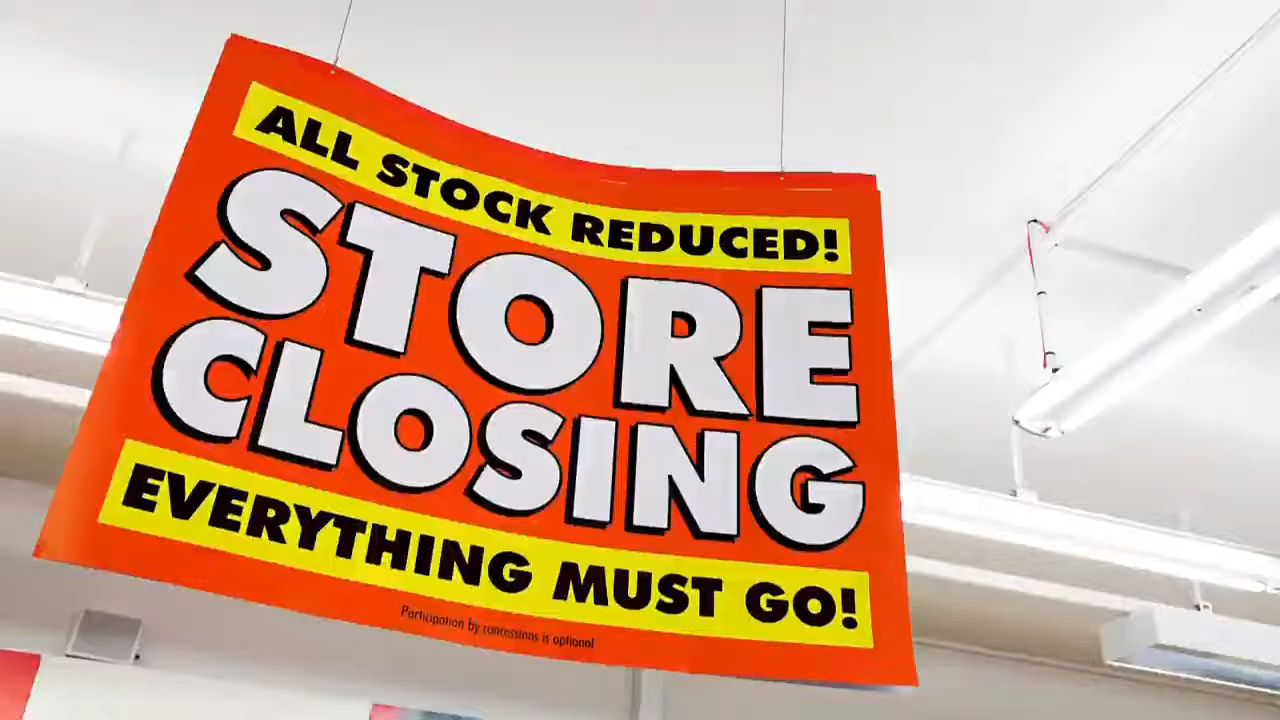 ALL STOCK REDUCED!
STORE
CLOSING
EVERYTHING MUST GO!
Participation by concessions is optional